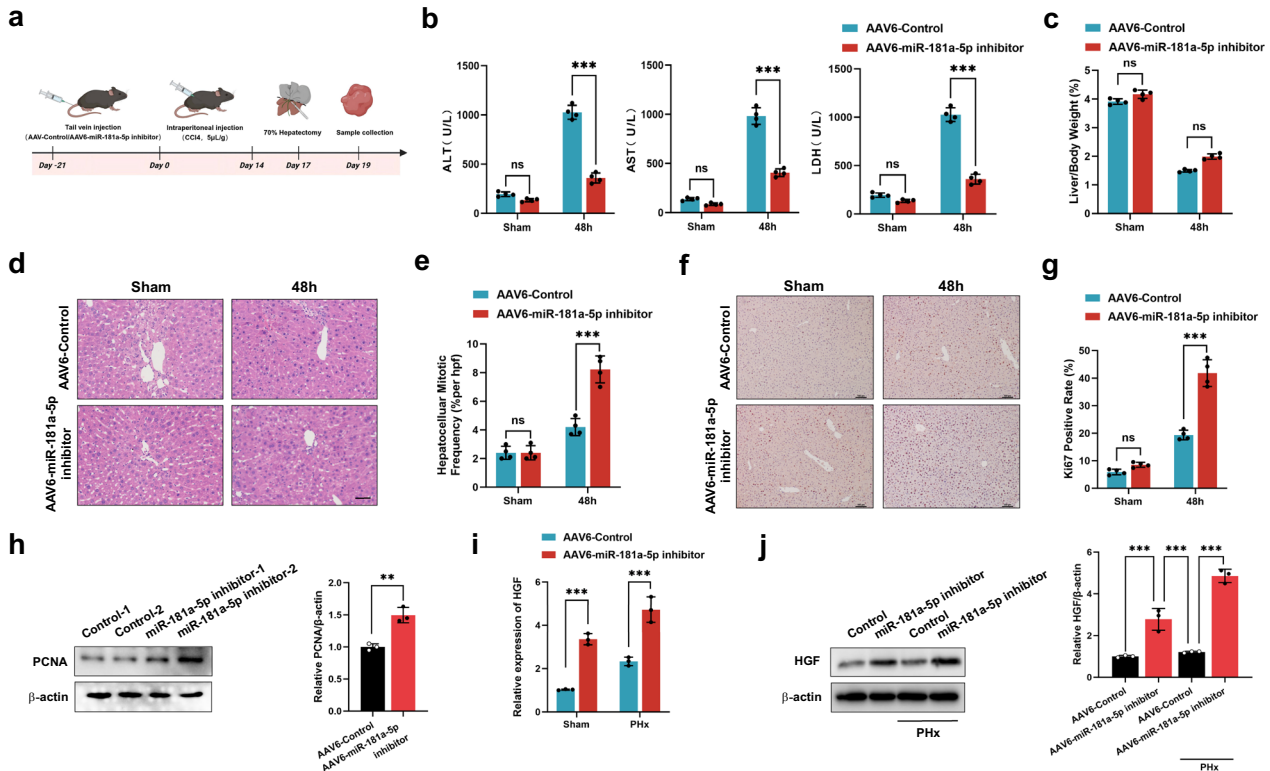 a
Tail vein injection
(AAV-Control/AAV6-miR-181a-5p inhibitor)
Intraperitoneal injection
(CCl4, 5μL/g)
70% Hepatectomy
Sample collection
Day -21
Day 0
Day 14
Day 17
Day 19
b
AAV6-Control
AAV6-miR-181a-5p inhibitor
ALT( U/L)
1500
1000
500
0
ns
***
Sham
48h
AST( U/L)
1500
1000
500
0
ns
***
Sham
48h
LDH( U/L)
1500
1000
500
0
ns
***
Sham
48h
c
AAV6-Control
AAV6-miR-181a-5p inhibitor
Liver/Body Weight (%)
5
4
3
2
1
0
ns
ns
Sham
48h
d
Sham
48h
AAV6-Control
AAV6-miR-181a-5p
inhibitor
e
AAV6-Control
AAV6-miR-181a-5p inhibitor
Hepatocelluar Mitotic
Frequency (%per hpf)
10
8
6
4
2
0
ns
***
Sham
48h
f
Sham
48h
AAV6-Control
AAV6-miR-181a-5p
inhibitor
g
AAV6-Control
AAV6-miR-181a-5p inhibitor
Ki67 Positive Rate (%)
60
40
20
0
ns
***
Sham
48h
h
Control-1
Control-2
miR-181a-5p inhibitor-1
miR-181a-5p inhibitor-2
PCNA
β-actin
Relative PCNA/β-actin
2.0
1.5
1.0
0.5
0.0
**
AAV6-Control
AAV6-miR-181a-5p
inhibitor
i
AAV6-Control
AAV6-miR-181a-5p inhibitor
Relative expression of HGF
6
4
2
0
***
***
Sham
PHx
j
Control
miR-181a-5p inhibitor
Control
miR-181a-5p inhibitor
HGF
β-actin
PHx
Relative HGF/β-actin
6
4
2
0
***
***
***
AAV6-Control
AAV6-miR-181a-5p inhibitor
AAV6-Control
AAV6-miR-181a-5p inhibitor
PHx